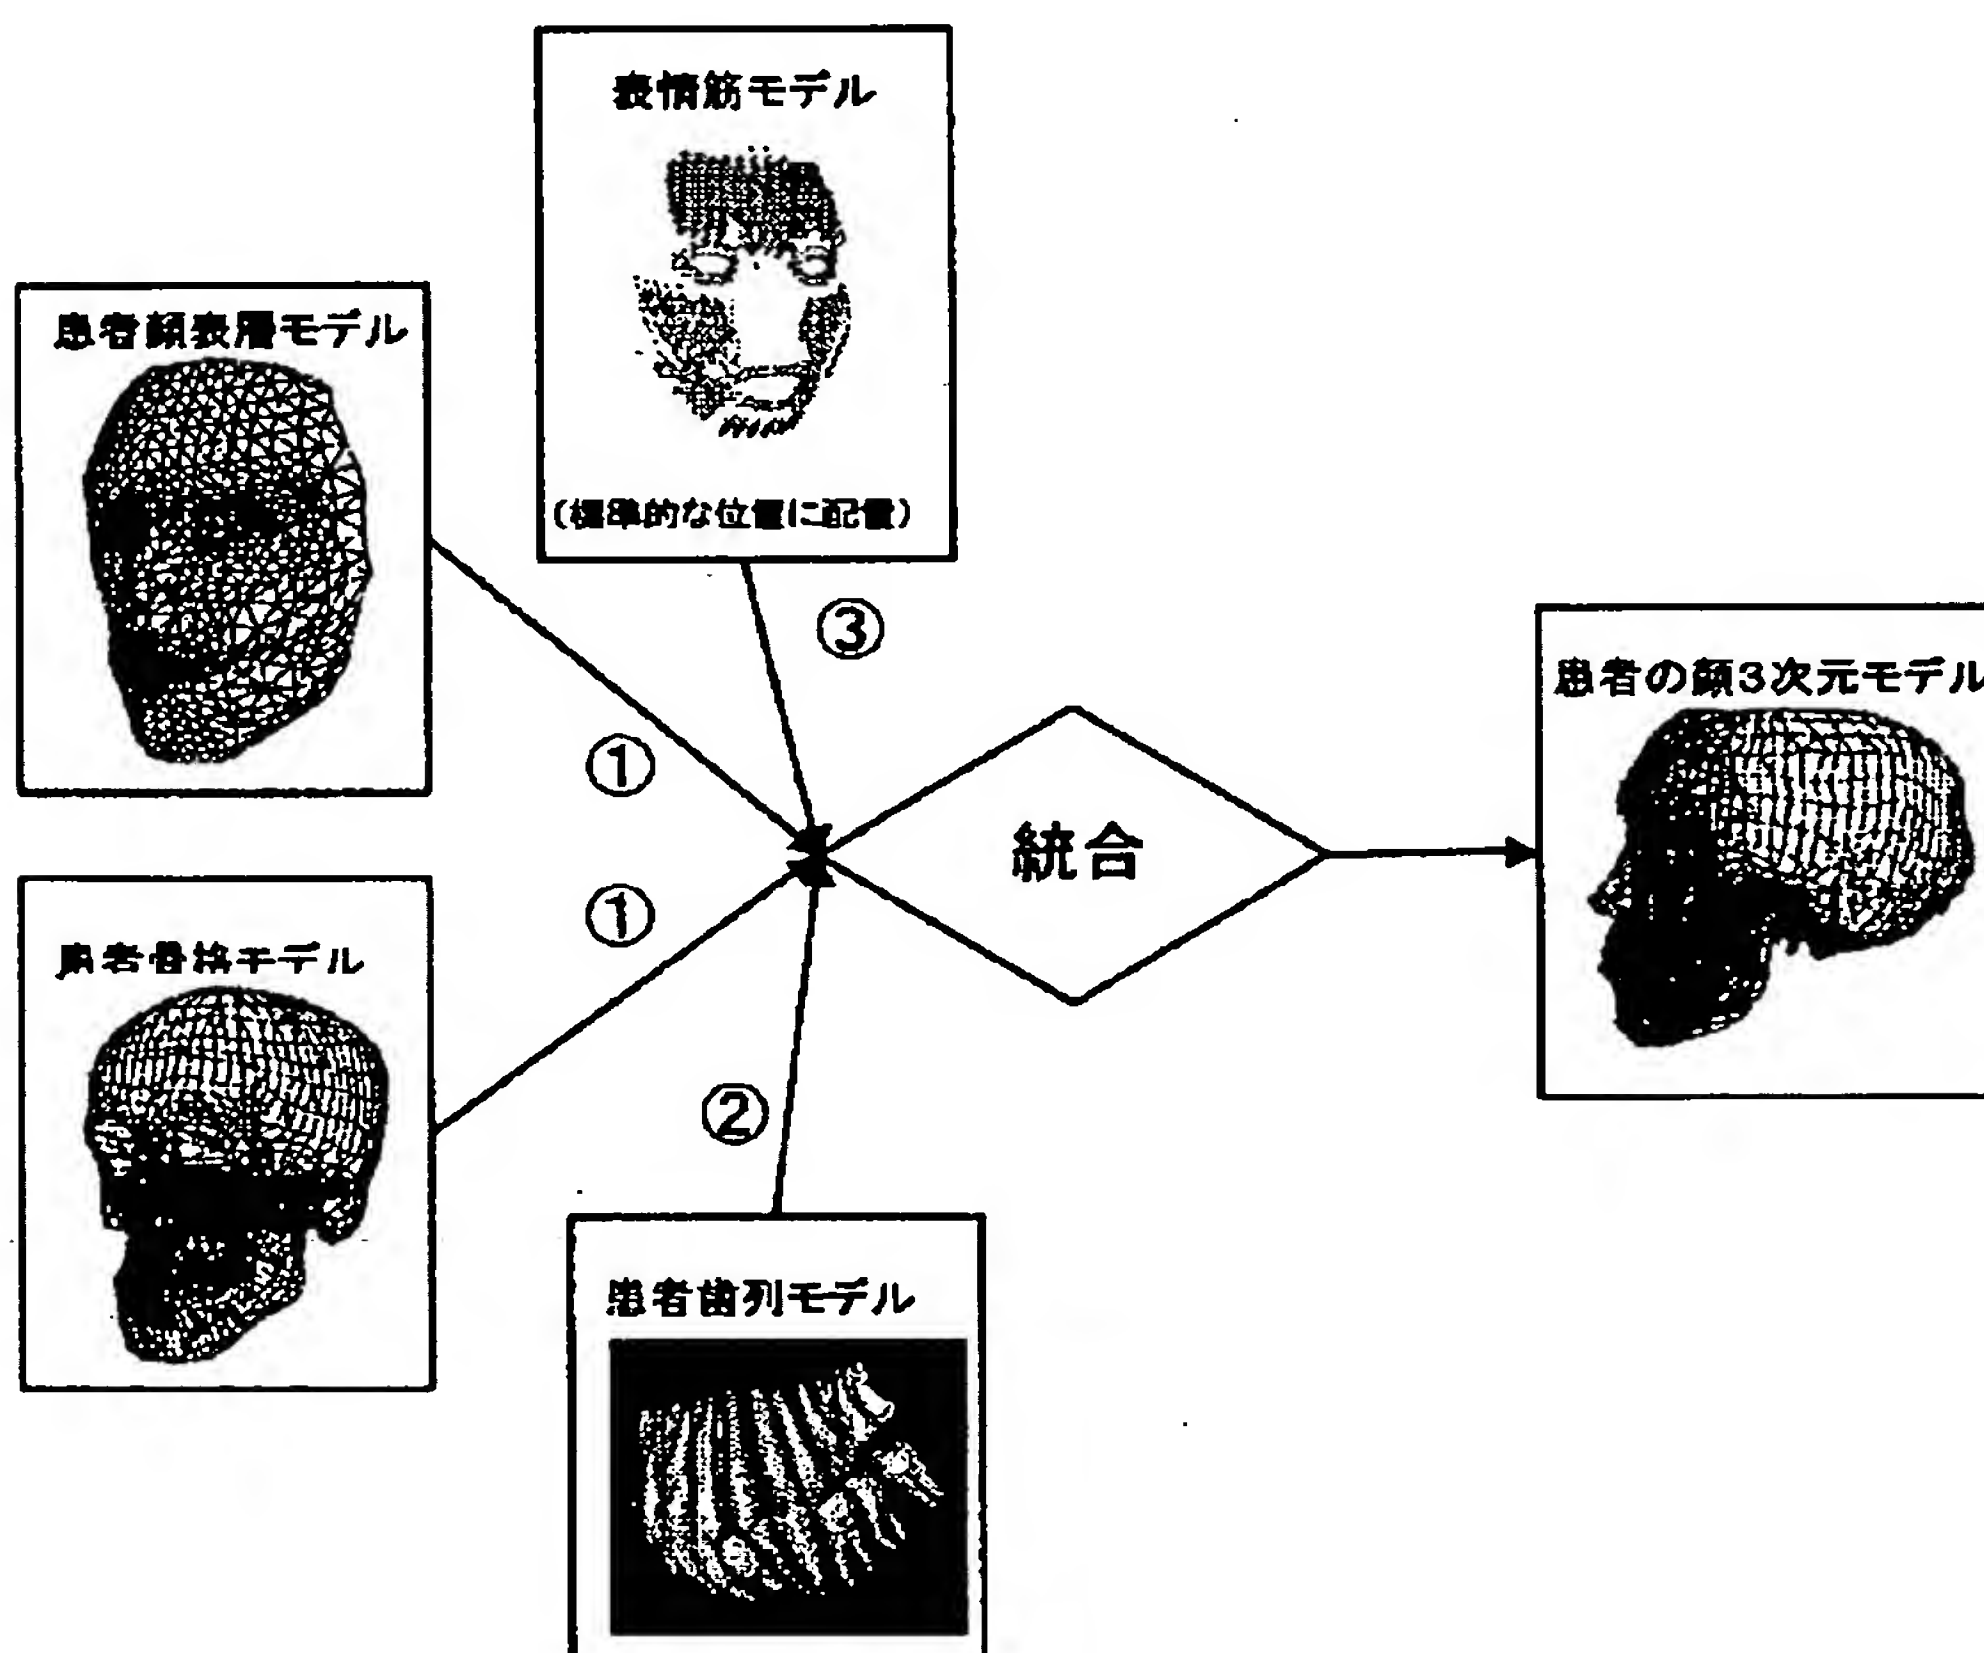 表情筋モデル
(標準的な位置に配置)
患者顔表層モデル
③
①
患者の顔3次元モデル
統合
①
患者骨格モデル
②
患者歯列モデル